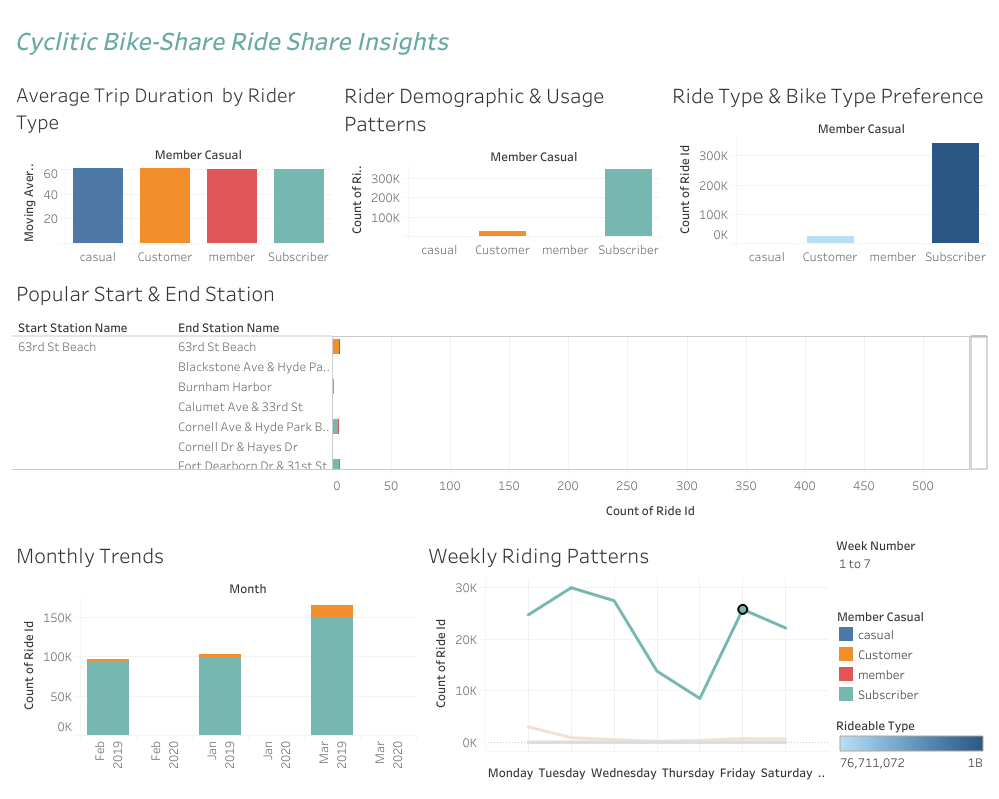 Cyclitic Bike-Share Ride Share Insights
Average Trip Duration by Rider
Type
Member Casual
Moving Aver..
60
40
20
casual Customer member Subscriber
Rider Demographic & Usage
Patterns
Member Casual
Count of Ri..
300K
200K
100K
casual Customer member Subscriber
Ride Type & Bike Type Preference
Member Casual
Count of Ride Id
300K
200K
100K
0K
casual Customer member Subscriber
Popular Start & End Station
Start Station Name End Station Name
63rd St Beach 63rd St Beach
Blackstone Ave & Hyde Pa..
Burnham Harbor
Calumet Ave & 33rd St
Cornell Ave & Hyde Park B..
Cornell Dr & Hayes Dr
Fort Dearborn Dr & 31st St
0 50 100 150 200 250 300 350 400 450 500
Count of Ride Id
Monthly Trends
Month
Count of Ride Id
150K
100K
50K
0K
Feb 2019
Feb 2020
Jan 2019
Jan 2020
Mar 2019
Mar 2020
Weekly Riding Patterns
Count of Ride Id
30K
20K
10K
0K
Monday Tuesday Wednesday Thursday Friday Saturday ..
Week Number
1 to 7
Member Casual
casual
Customer
member
Subscriber
Rideable Type
76,711,072 1B